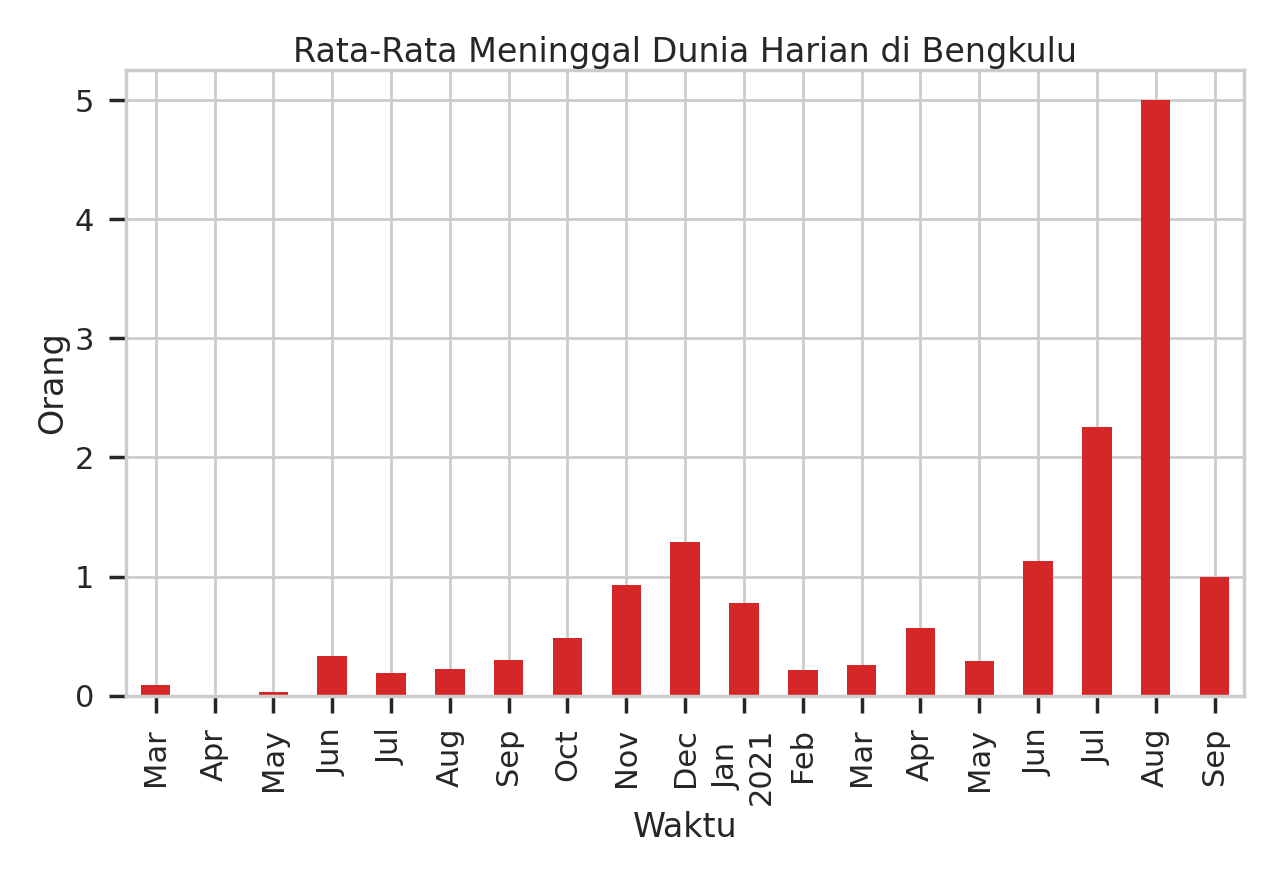 Rata-Rata Meninggal Dunia Harian di Bengkulu
Orang
5
4
3
2
1
0
Mar
Apr
May
Jun
Jul
Aug
Sep
Oct
Nov
Dec
Jan
2021
Feb
Mar
Apr
May
Jun
Jul
Aug
Sep
Waktu